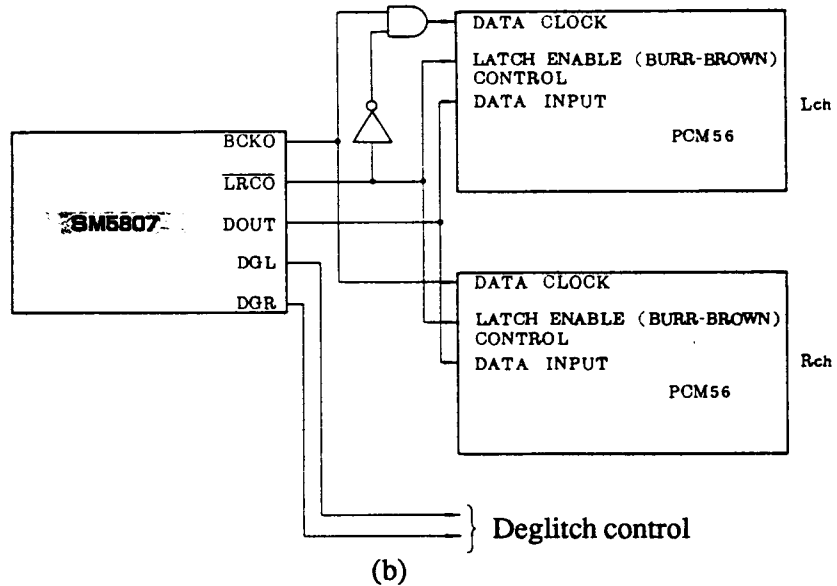 DATA CLOCK
LATCH ENABLE (BURR-BROWN)
CONTROL
DATA INPUT
PCM56
Lch
BCKO
LRCO
SM5807
DOUT
DGL
DGR
DATA CLOCK
LATCH ENABLE (BURR-BROWN)
CONTROL
DATA INPUT
PCM56
Rch
Deglitch control
(b)